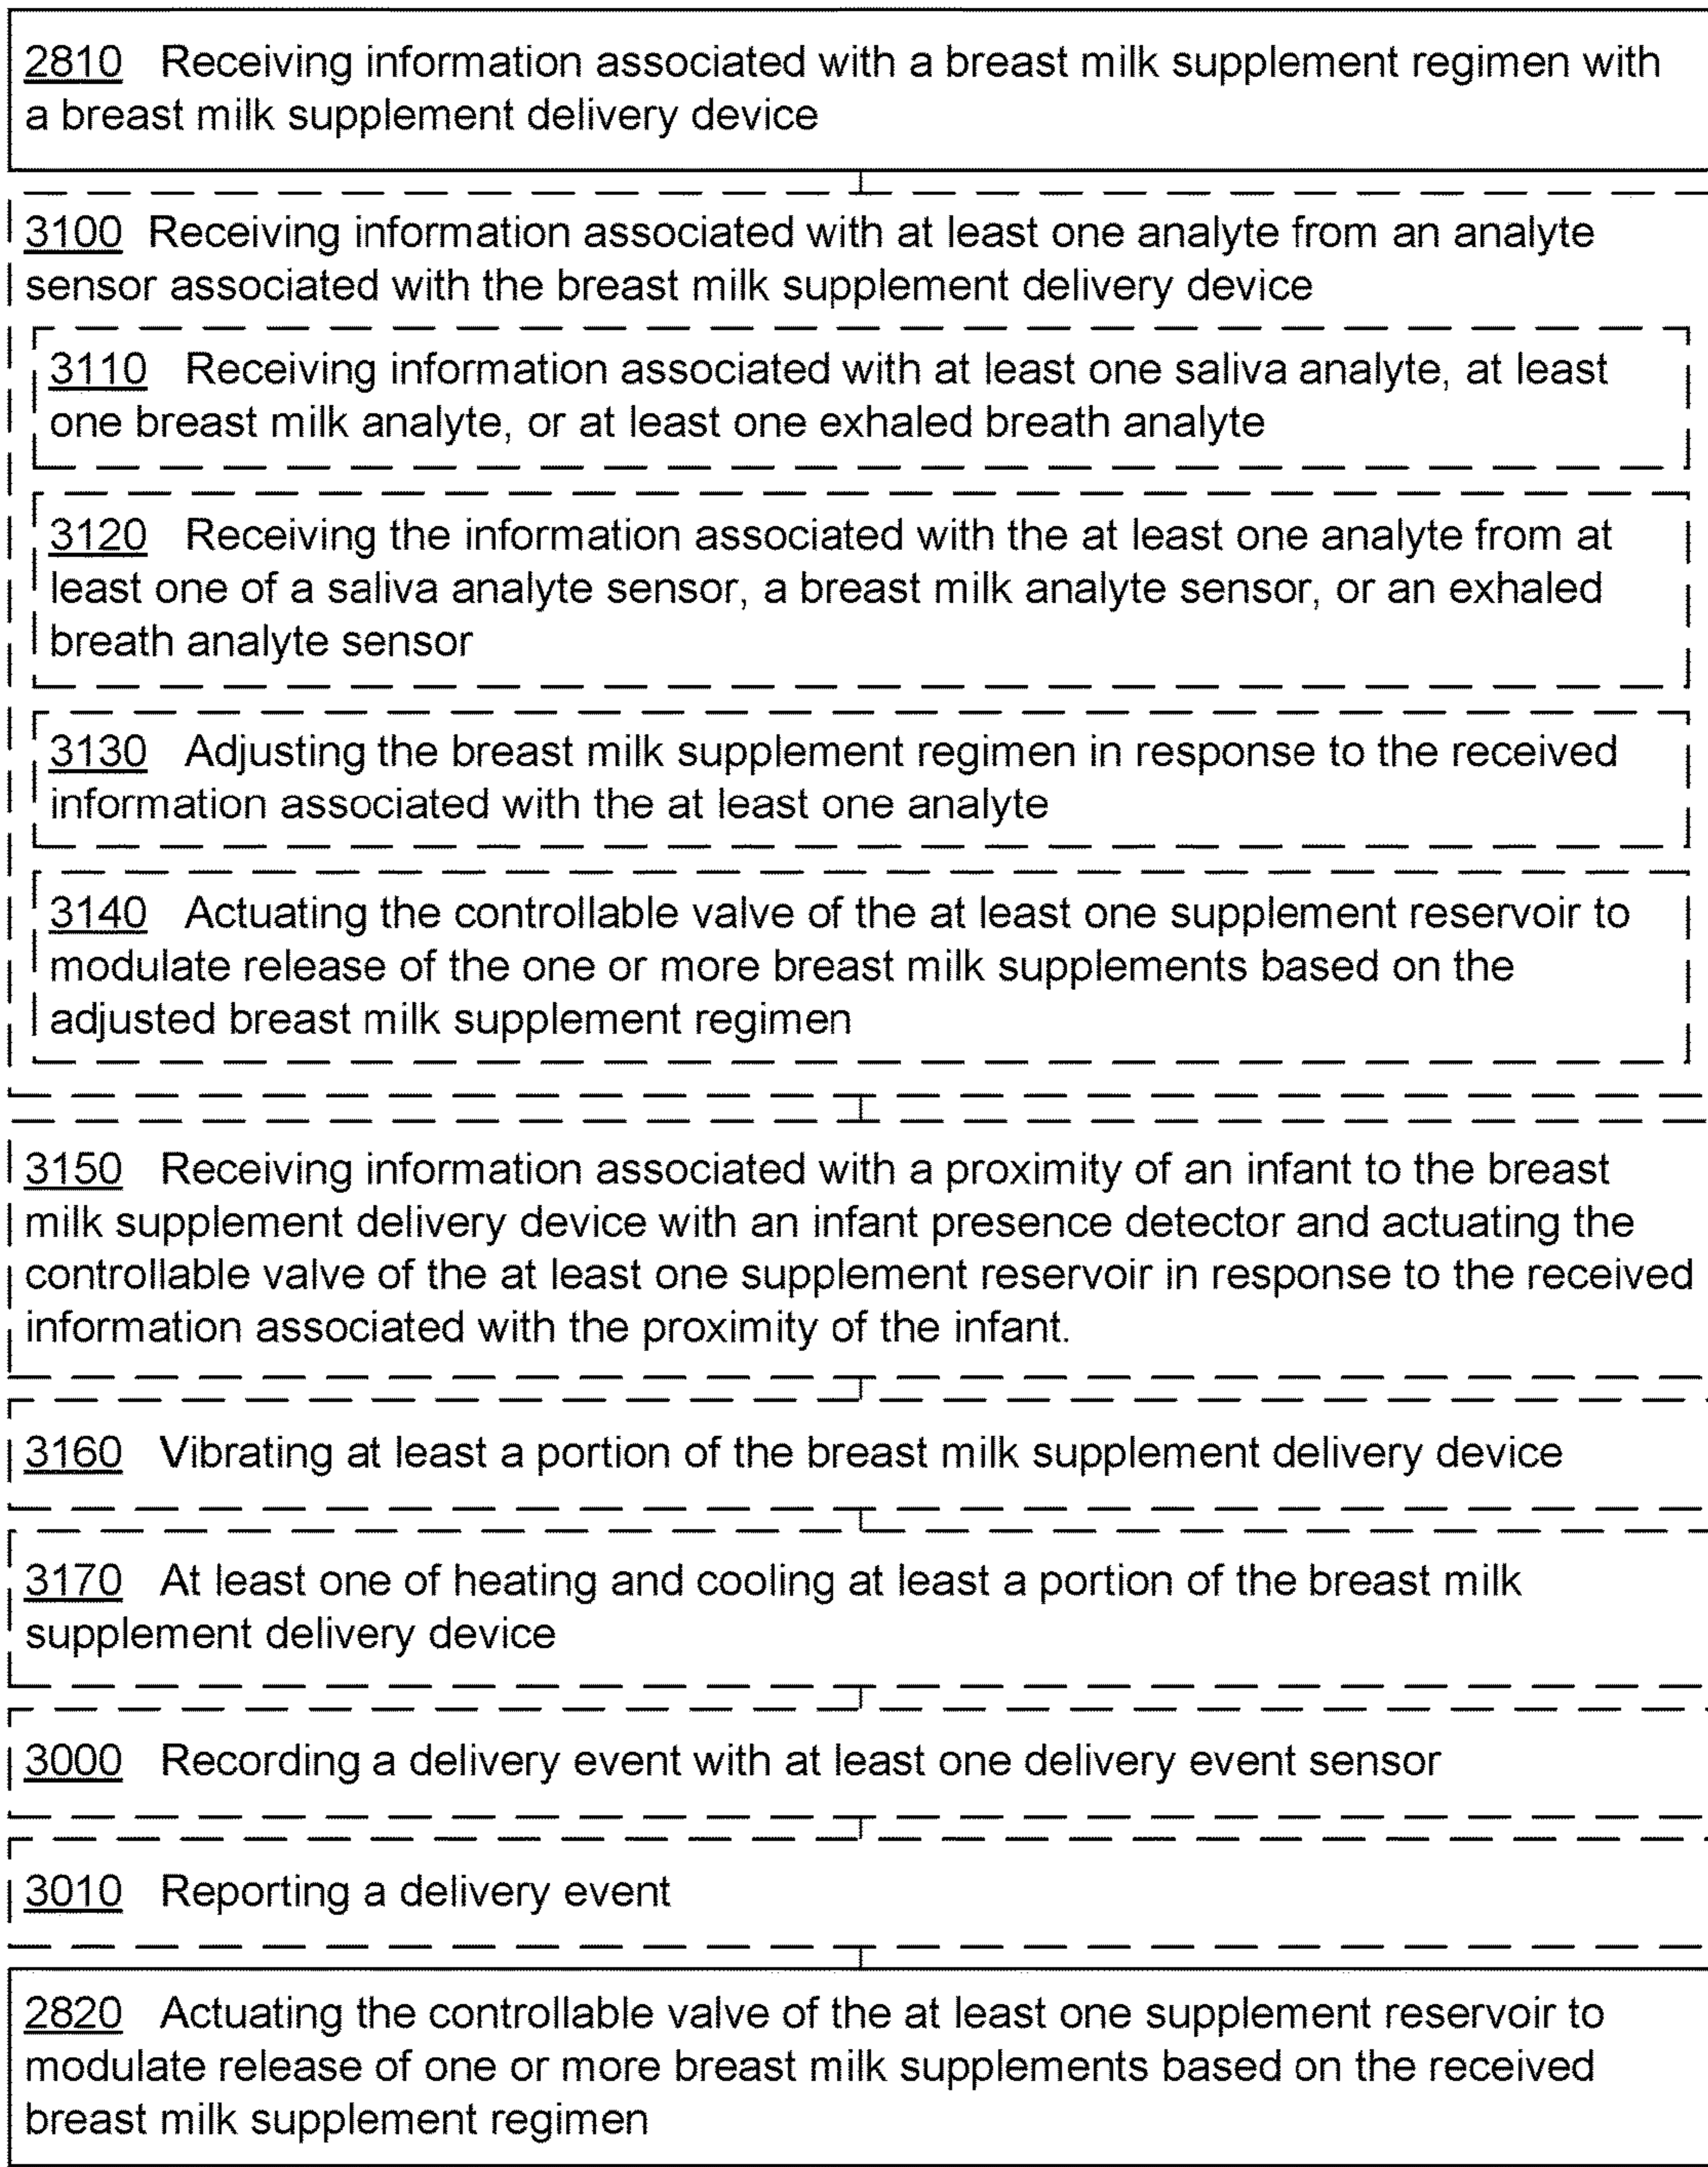 2810 Receiving information associated with a breast milk supplement regimen with
a breast milk supplement delivery device
3100 Receiving information associated with at least one analyte from an analyte
sensor associated with the breast milk supplement delivery device
3110 Receiving information associated with at least one saliva analyte, at least
one breast milk analyte, or at least one exhaled breath analyte
3120 Receiving the information associated with the at least one analyte from at
least one of a saliva analyte sensor, a breast milk analyte sensor, or an exhaled
breath analyte sensor
3130 Adjusting the breast milk supplement regimen in response to the received
information associated with the at least one analyte
3140 Actuating the controllable valve of the at least one supplement reservoir to
modulate release of the one or more breast milk supplements based on the
adjusted breast milk supplement regimen
3150 Receiving information associated with a proximity of an infant to the breast
milk supplement delivery device with an infant presence detector and actuating the
controllable valve of the at least one supplement reservoir in response to the received
information associated with the proximity of the infant.
3160 Vibrating at least a portion of the breast milk supplement delivery device
3170 At least one of heating and cooling at least a portion of the breast milk
supplement delivery device
3000 Recording a delivery event with at least one delivery event sensor
3010 Reporting a delivery event
2820 Actuating the controllable valve of the at least one supplement reservoir to
modulate release of one or more breast milk supplements based on the received
breast milk supplement regimen